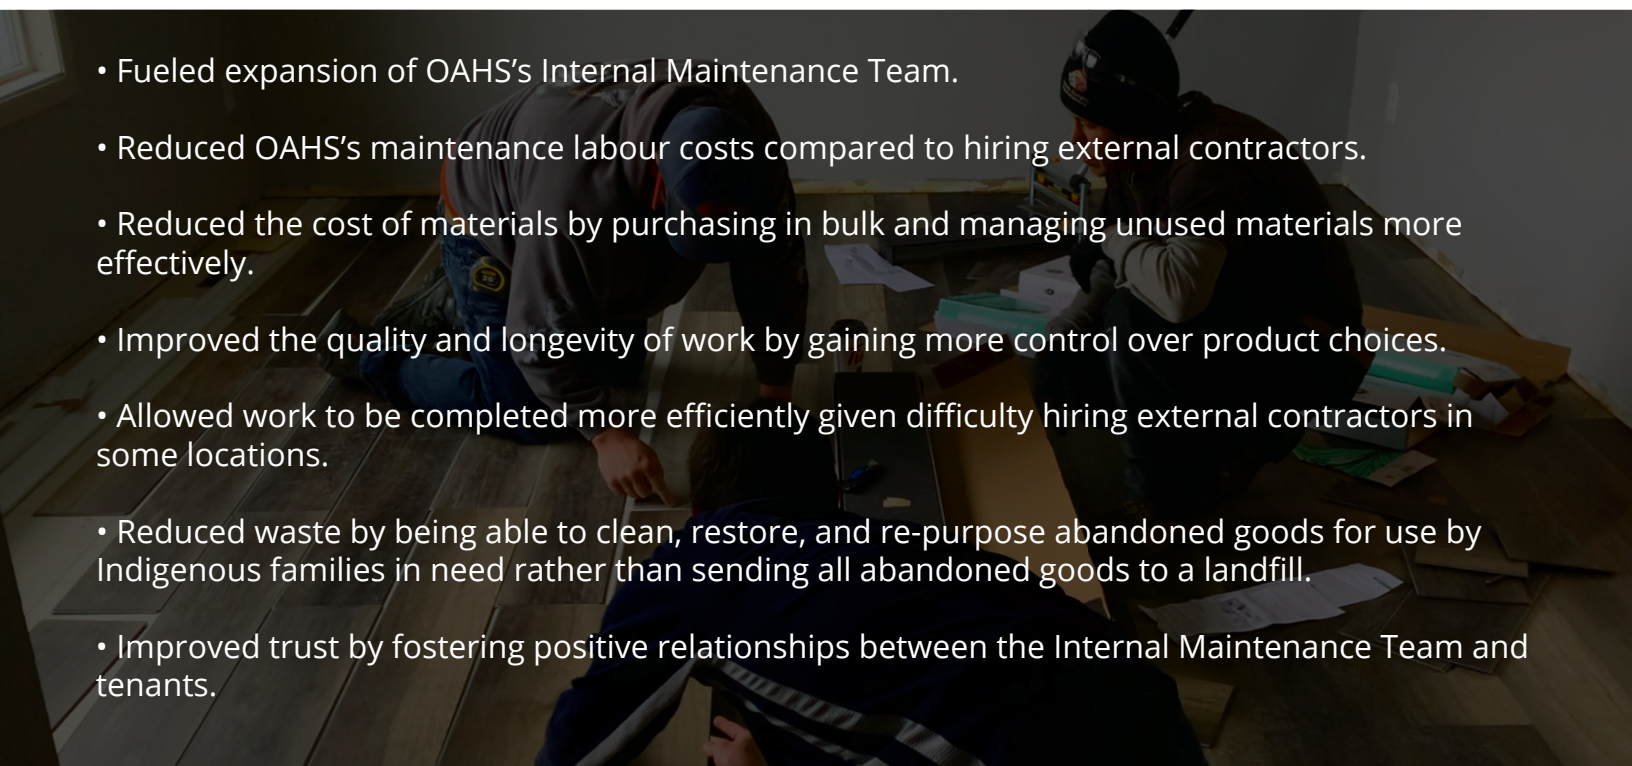 • Fueled expansion of OAHS’s Internal Maintenance Team.
• Reduced OAHS’s maintenance labour costs compared to hiring external contractors.
• Reduced the cost of materials by purchasing in bulk and managing unused materials more
effectively.
• Improved the quality and longevity of work by gaining more control over product choices.
• Allowed work to be completed more efficiently given difficulty hiring external contractors in
some locations.
• Reduced waste by being able to clean, restore, and re-purpose abandoned goods for use by
Indigenous families in need rather than sending all abandoned goods to a landfill.
• Improved trust by fostering positive relationships between the Internal Maintenance Team and
tenants.